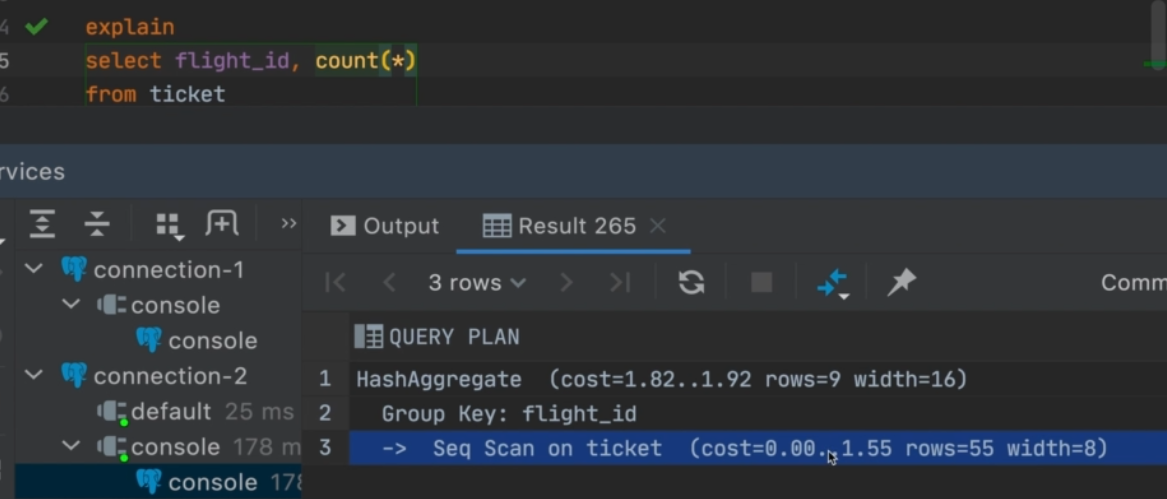 4 explain
5 select flight_id, count(*)
6 from ticket
rvices
Output Result 265
3 rows Comm
connection-1
console
console
connection-2
default 25 ms
console 178 m
console 178
QUERY PLAN
1 HashAggregate (cost=1.82..1.92 rows=9 width=16)
2 Group Key: flight_id
3 -> Seq Scan on ticket (cost=0.00..1.55 rows=55 width=8)